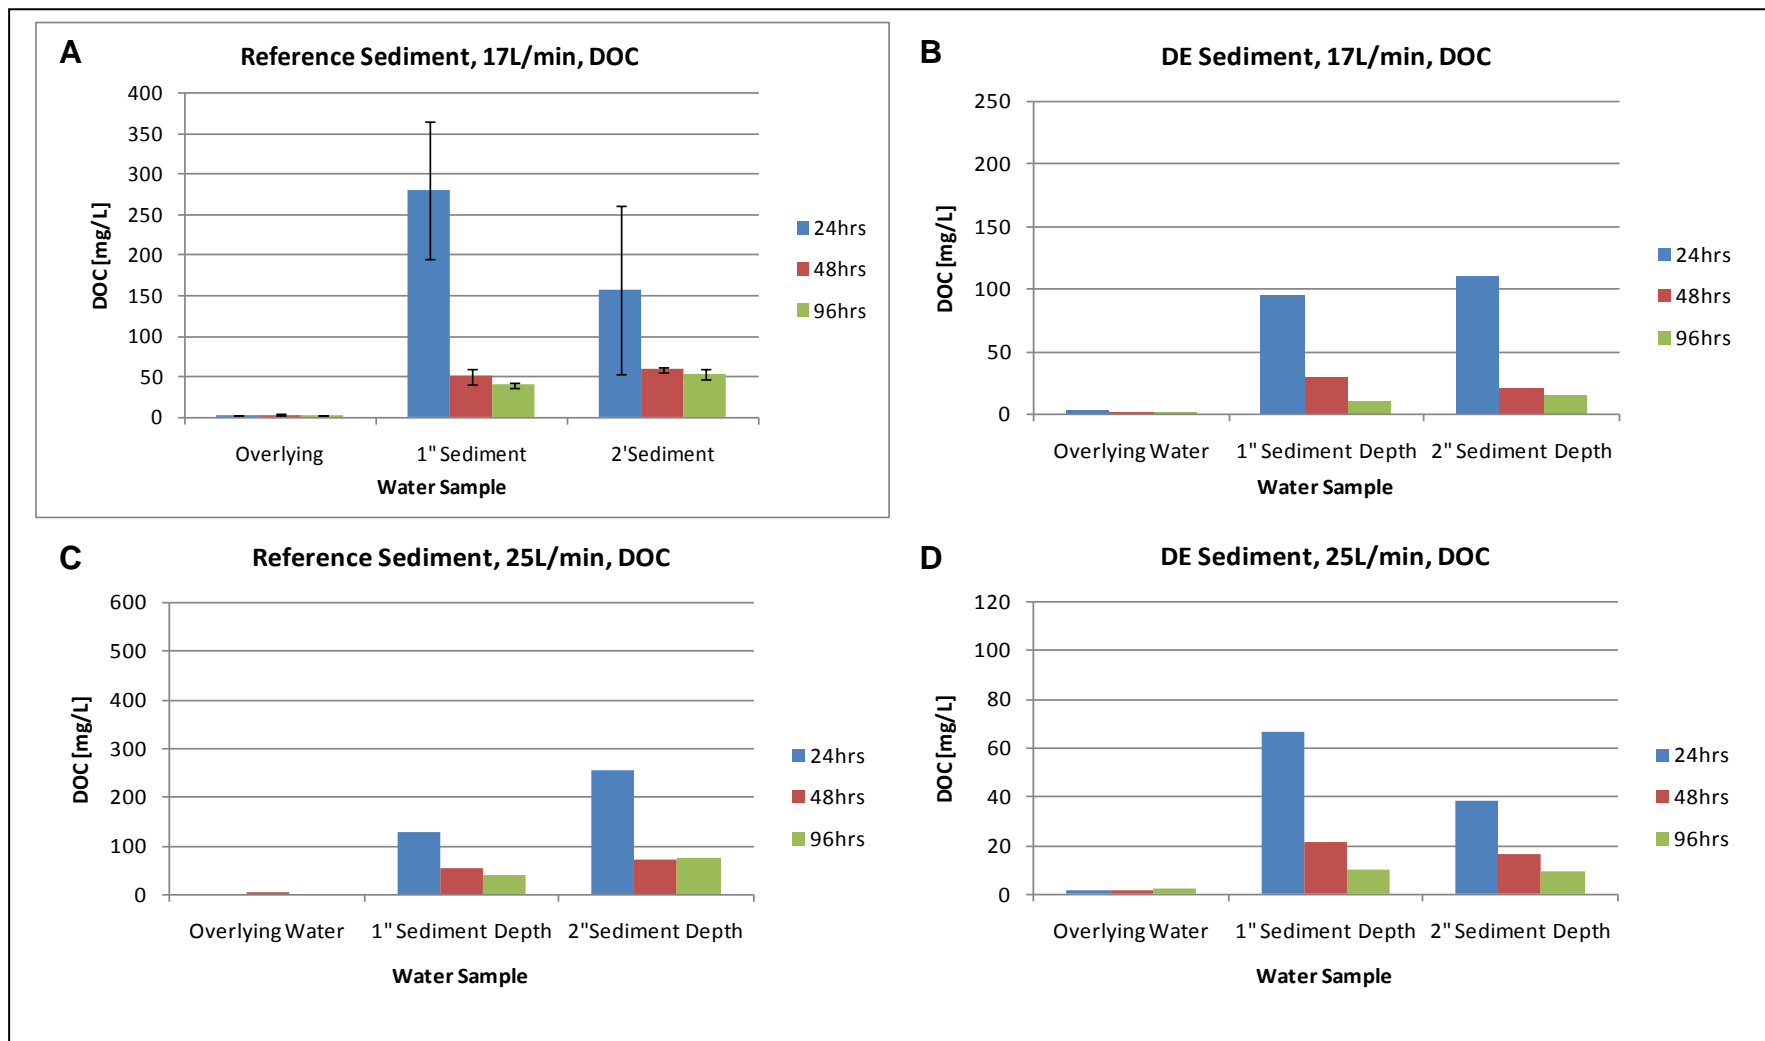 A
Reference Sediment, 17L/min, DOC
400
350
300
250
200
150
100
50
0
DOC [mg/L]
Overlying
1" Sediment
2'Sediment
Water Sample
24hrs
48hrs
96hrs
B
DE Sediment, 17L/min, DOC
250
200
150
100
50
0
DOC [mg/L]
Overlying Water
1" Sediment Depth
2" Sediment Depth
Water Sample
24hrs
48hrs
96hrs
C
Reference Sediment, 25L/min, DOC
600
500
400
300
200
100
0
DOC [mg/L]
Overlying Water
1" Sediment Depth
2"Sediment Depth
Water Sample
24hrs
48hrs
96hrs
D
DE Sediment, 25L/min, DOC
120
100
80
60
40
20
0
DOC [mg/L]
Overlying Water
1" Sediment Depth
2" Sediment Depth
Water Sample
24hrs
48hrs
96hrs